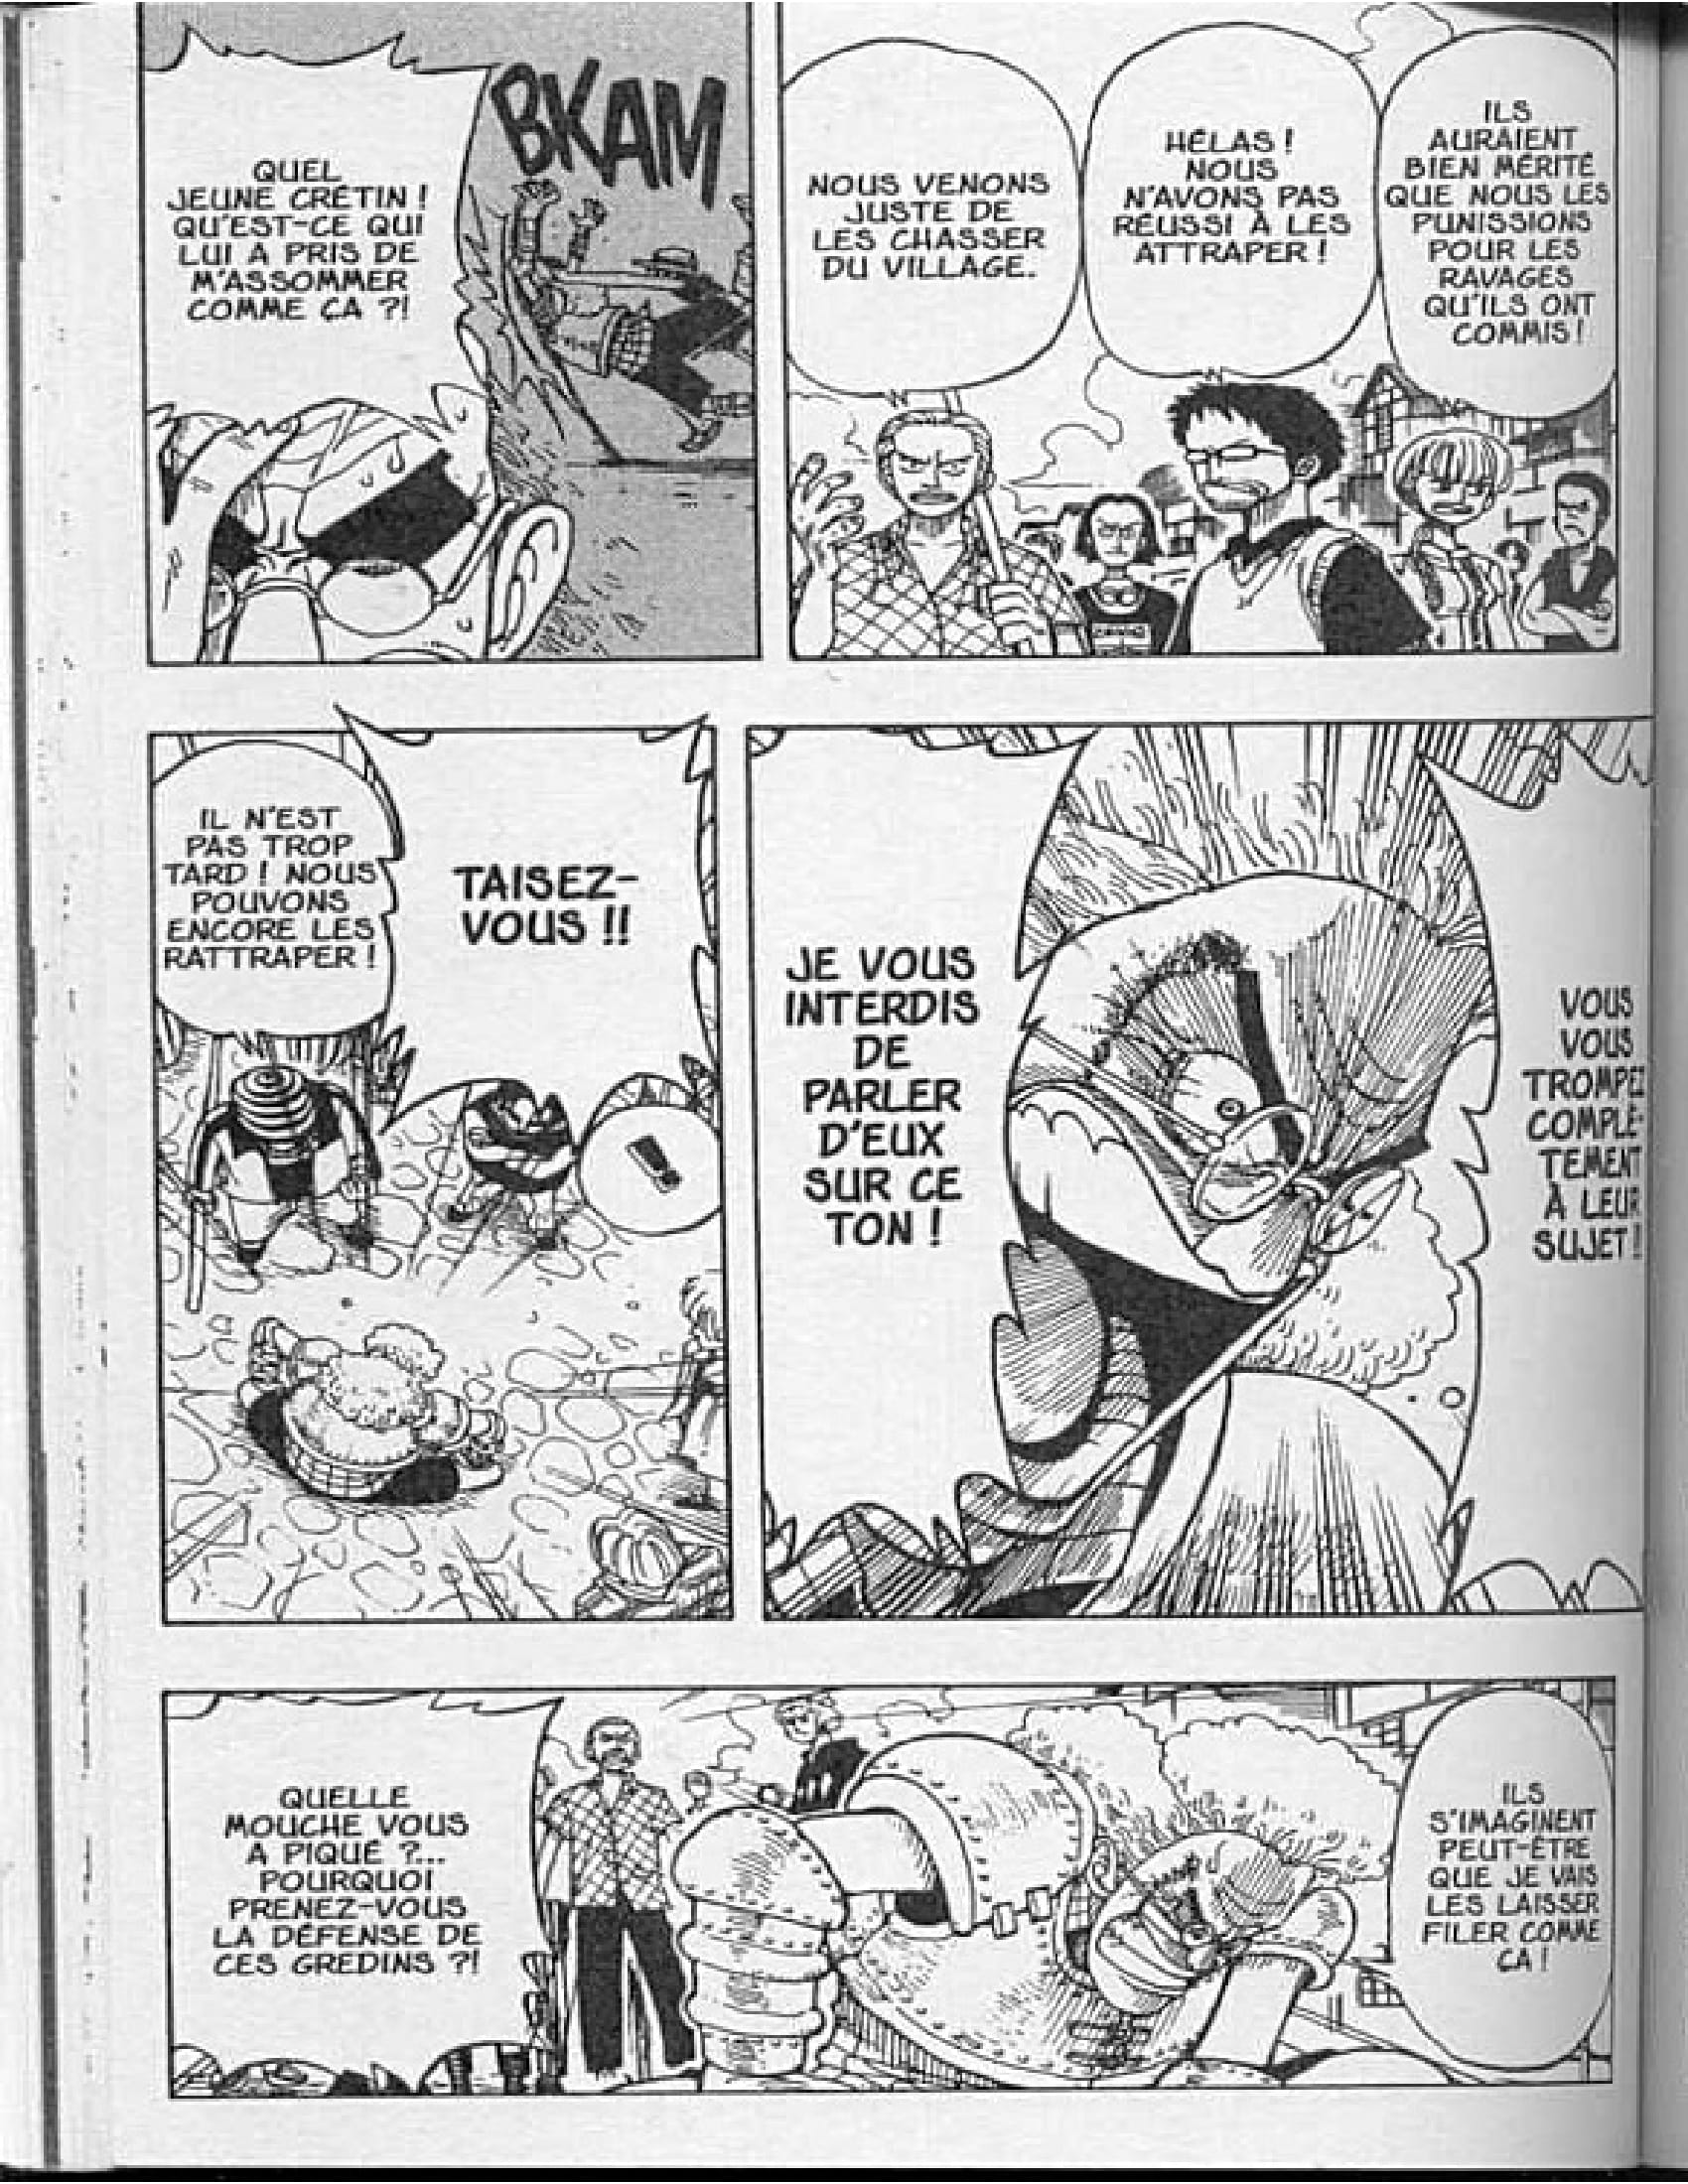 ILS
AURAIENT
BIEN MÉRITÉ
QUE NOUS LES
PUNISSIONS
POUR LES
RAVAGES
QU'ILS ONT
COMMIS !
HÉLAS !
NOUS
N'AVONS PAS
RÉUSSI À LES
ATTRAPER !
NOUS VENONS
JUSTE DE
LES CHASSER
DU VILLAGE.
BKAM
QUEL
JEUNE CRÉTIN !
QU'EST-CE QUI
LUI A PRIS DE
M'ASSOMMER
COMME ÇA ?!
VOUS
VOUS
TROMPEZ
COMPLÈ-
TEMENT
À LEUR
SUJET !
JE VOUS
INTERDIS
DE
PARLER
D'EUX
SUR CE
TON !
!
TAISEZ-
VOUS !!
IL N'EST
PAS TROP
TARD ! NOUS
POUVONS
ENCORE LES
RATTRAPER !
ILS
S'IMAGINENT
PEUT-ÊTRE
QUE JE VAIS
LES LAISSER
FILER COMME
ÇA !
QUELLE
MOUCHE VOUS
A PIQUÉ ?...
POURQUOI
PRENEZ-VOUS
LA DÉFENSE DE
CES GREDINS ?!